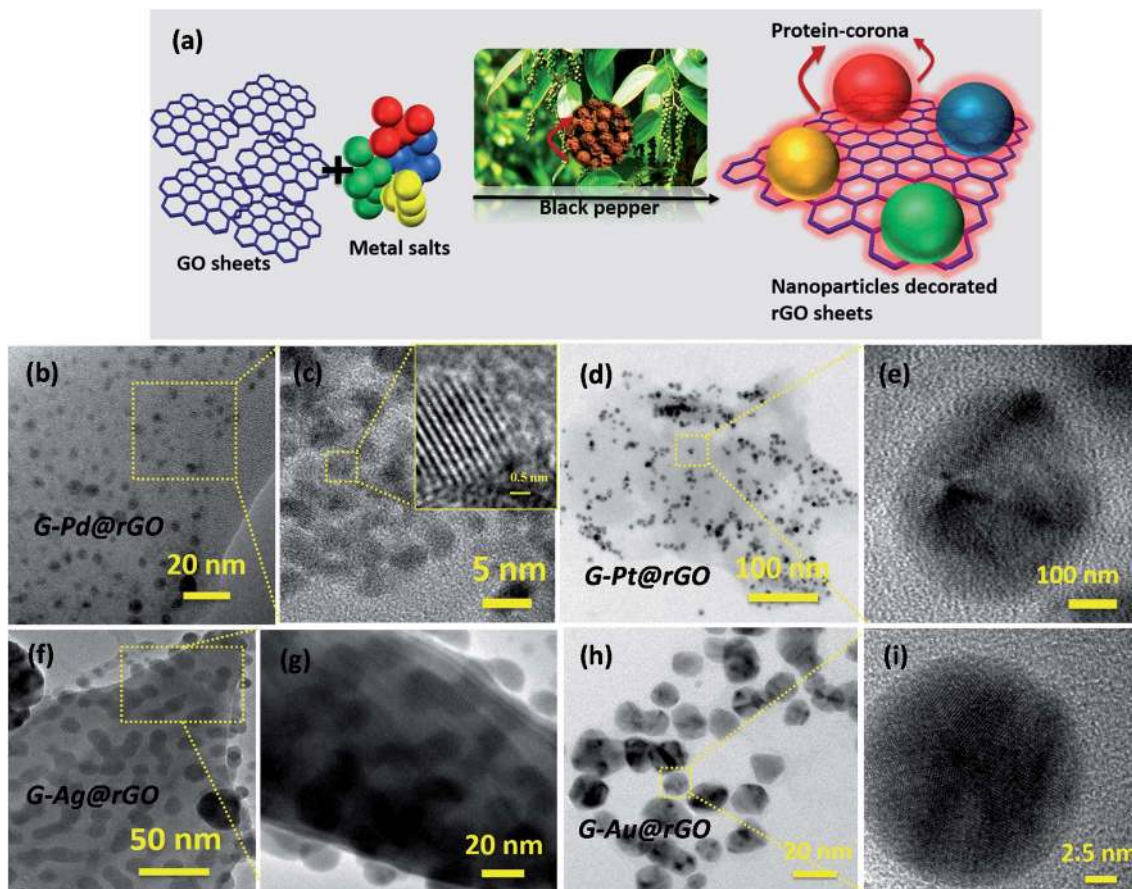 (a)
Protein-corona
GO sheets
Metal salts
Black pepper
Nanoparticles decorated
rGO sheets
(b)
G-Pd@rGO
20 nm
(c)
0.5 nm
5 nm
(d)
G-Pt@rGO
100 nm
(e)
100 nm
(f)
G-Ag@rGO
50 nm
(g)
20 nm
(h)
G-Au@rGO
20 nm
(i)
2.5 nm